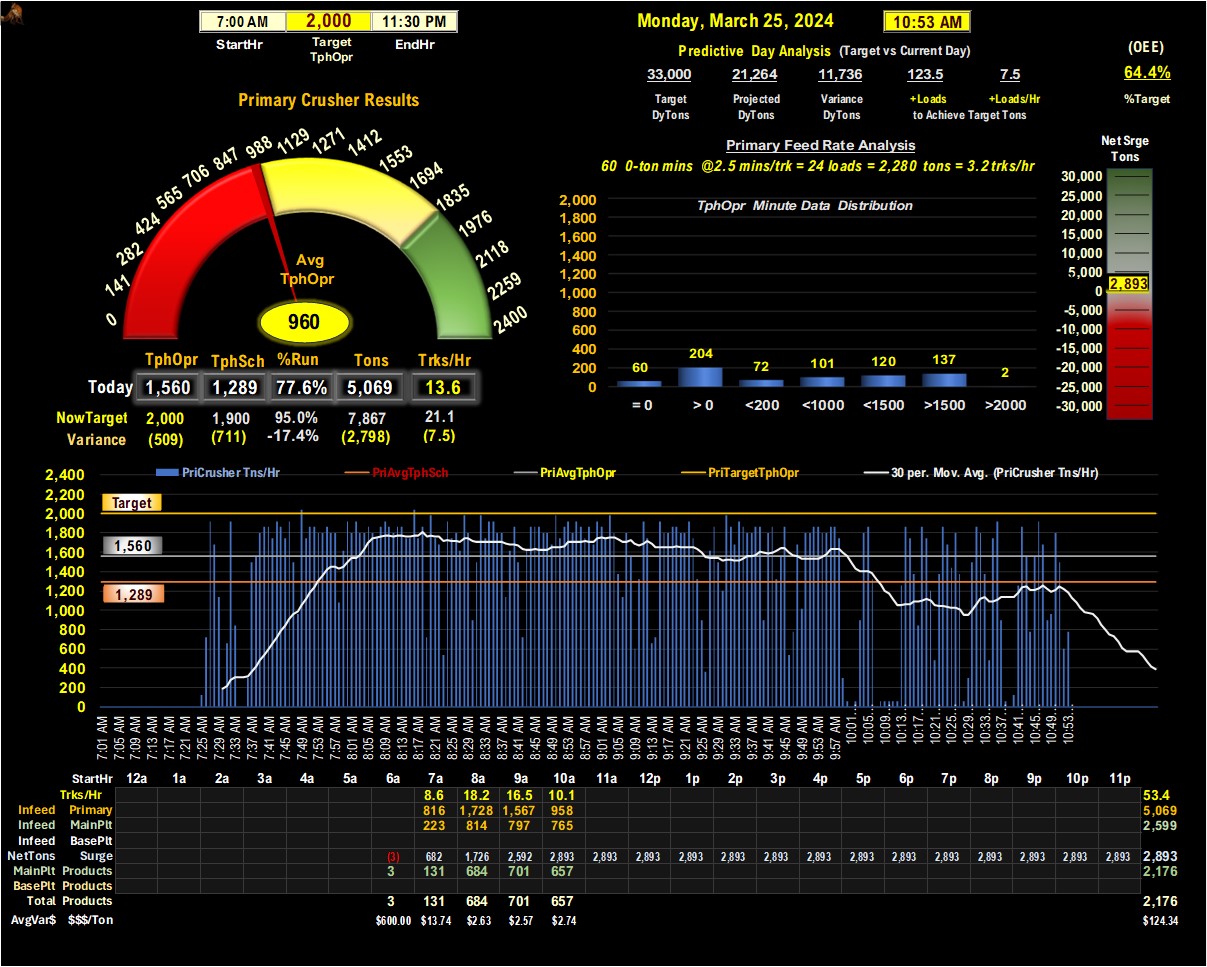 7:00 AM 2,000 11:30 PM
StartHr Target TphOpr EndHr
Monday, March 25, 2024 10:53 AM
Predictive Day Analysis (Target vs Current Day)
33,000 21,264 11,736 123.5 7.5
Target DyTons Projected DyTons Variance DyTons +Loads +Loads/Hr
to Achieve Target Tons
(OEE)
64.4%
%Target
Primary Crusher Results
0 141 282 424 565 706 847 988 1129 1271 1412 1553 1694 1835 1976 2118 2259 2400
Avg
TphOpr
960
TphOpr TphSch %Run Tons Trks/Hr
Today 1,560 1,289 77.6% 5,069 13.6
NowTarget 2,000 1,900 95.0% 7,867 21.1
Variance (509) (711) -17.4% (2,798) (7.5)
Primary Feed Rate Analysis
60 0-ton mins @2.5 mins/trk = 24 loads = 2,280 tons = 3.2trks/hr
TphOpr Minute Data Distribution
2,000
1,800
1,600
1,400
1,200
1,000
800
600
400
200
0
60 204 72 101 120 137 2
= 0 > 0 <200 <1000 <1500 >1500 >2000
Net Srge
Tons
30,000
25,000
20,000
15,000
10,000
5,000
0
-5,000
-10,000
-15,000
-20,000
-25,000
-30,000
2,893
PriCrusher Tns/Hr PriAvgTphSch PriAvgTphOpr PriTargetTphOpr 30 per. Mov. Avg. (PriCrusher Tns/Hr)
2,400
2,200
2,000
1,800
1,600
1,400
1,200
1,000
800
600
400
200
0
Target
1,560
1,289
7:01 AM 7:05 AM 7:09 AM 7:13 AM 7:17 AM 7:21 AM 7:25 AM 7:29 AM 7:33 AM 7:37 AM 7:41 AM 7:45 AM 7:49 AM 7:53 AM 7:57 AM 8:01 AM 8:05 AM 8:09 AM 8:13 AM 8:17 AM 8:21 AM 8:25 AM 8:29 AM 8:33 AM 8:37 AM 8:41 AM 8:45 AM 8:49 AM 8:53 AM 8:57 AM 9:01 AM 9:05 AM 9:09 AM 9:13 AM 9:17 AM 9:21 AM 9:25 AM 9:29 AM 9:33 AM 9:37 AM 9:41 AM 9:45 AM 9:49 AM 9:53 AM 9:57 AM 10:01… 10:05… 10:09… 10:13… 10:17… 10:21… 10:25… 10:29… 10:33… 10:37… 10:41… 10:45… 10:49… 10:53…
StartHr 12a 1a 2a 3a 4a 5a 6a 7a 8a 9a 10a 11a 12p 1p 2p 3p 4p 5p 6p 7p 8p 9p 10p 11p
Trks/Hr 8.6 18.2 16.5 10.1 53.4
Infeed Primary 816 1,728 1,567 958 5,069
Infeed MainPlt 223 814 797 765 2,599
Infeed BasePlt
NetTons Surge (3) 682 1,726 2,592 2,893 2,893 2,893 2,893 2,893 2,893 2,893 2,893 2,893 2,893 2,893 2,893 2,893 2,893 2,893
MainPlt Products 3 131 684 701 657 2,176
BasePlt Products
Total Products 3 131 684 701 657 2,176
AvgVar$ $$$/Ton $600.00 $13.74 $2.63 $2.57 $2.74 $124.34